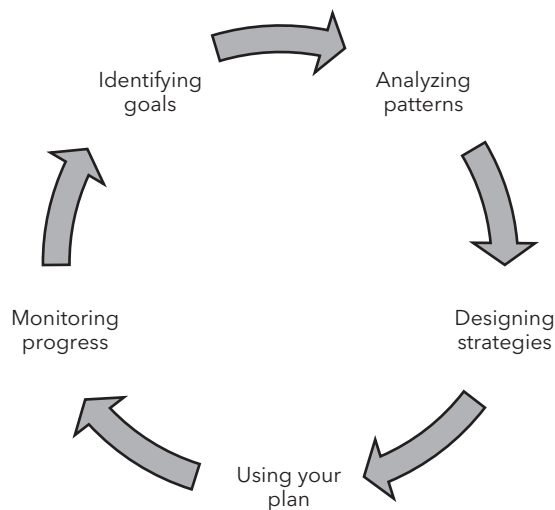 Identifying
goals
Analyzing
patterns
Designing
strategies
Using your
plan
Monitoring
progress